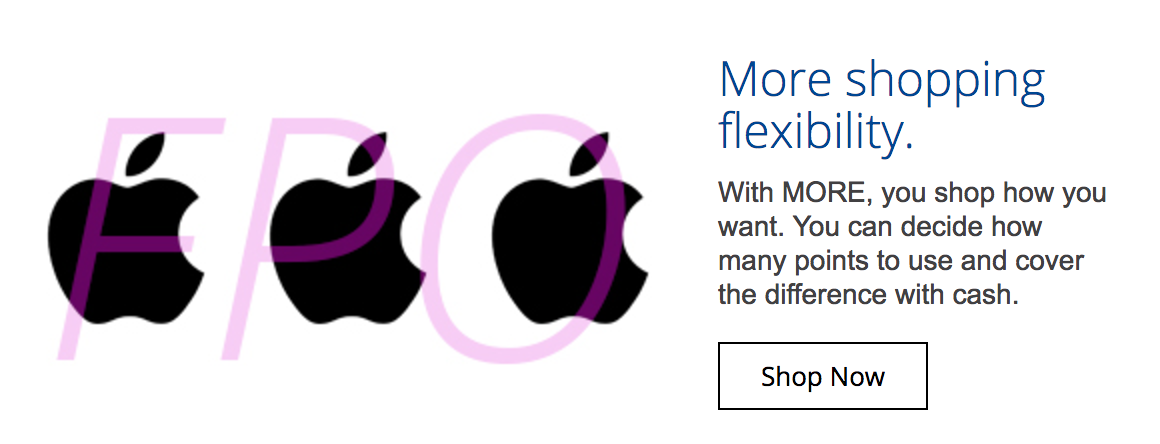 FPO
More shopping
flexibility.
With MORE, you shop how you
want. You can decide how
many points to use and cover
the difference with cash.
Shop Now